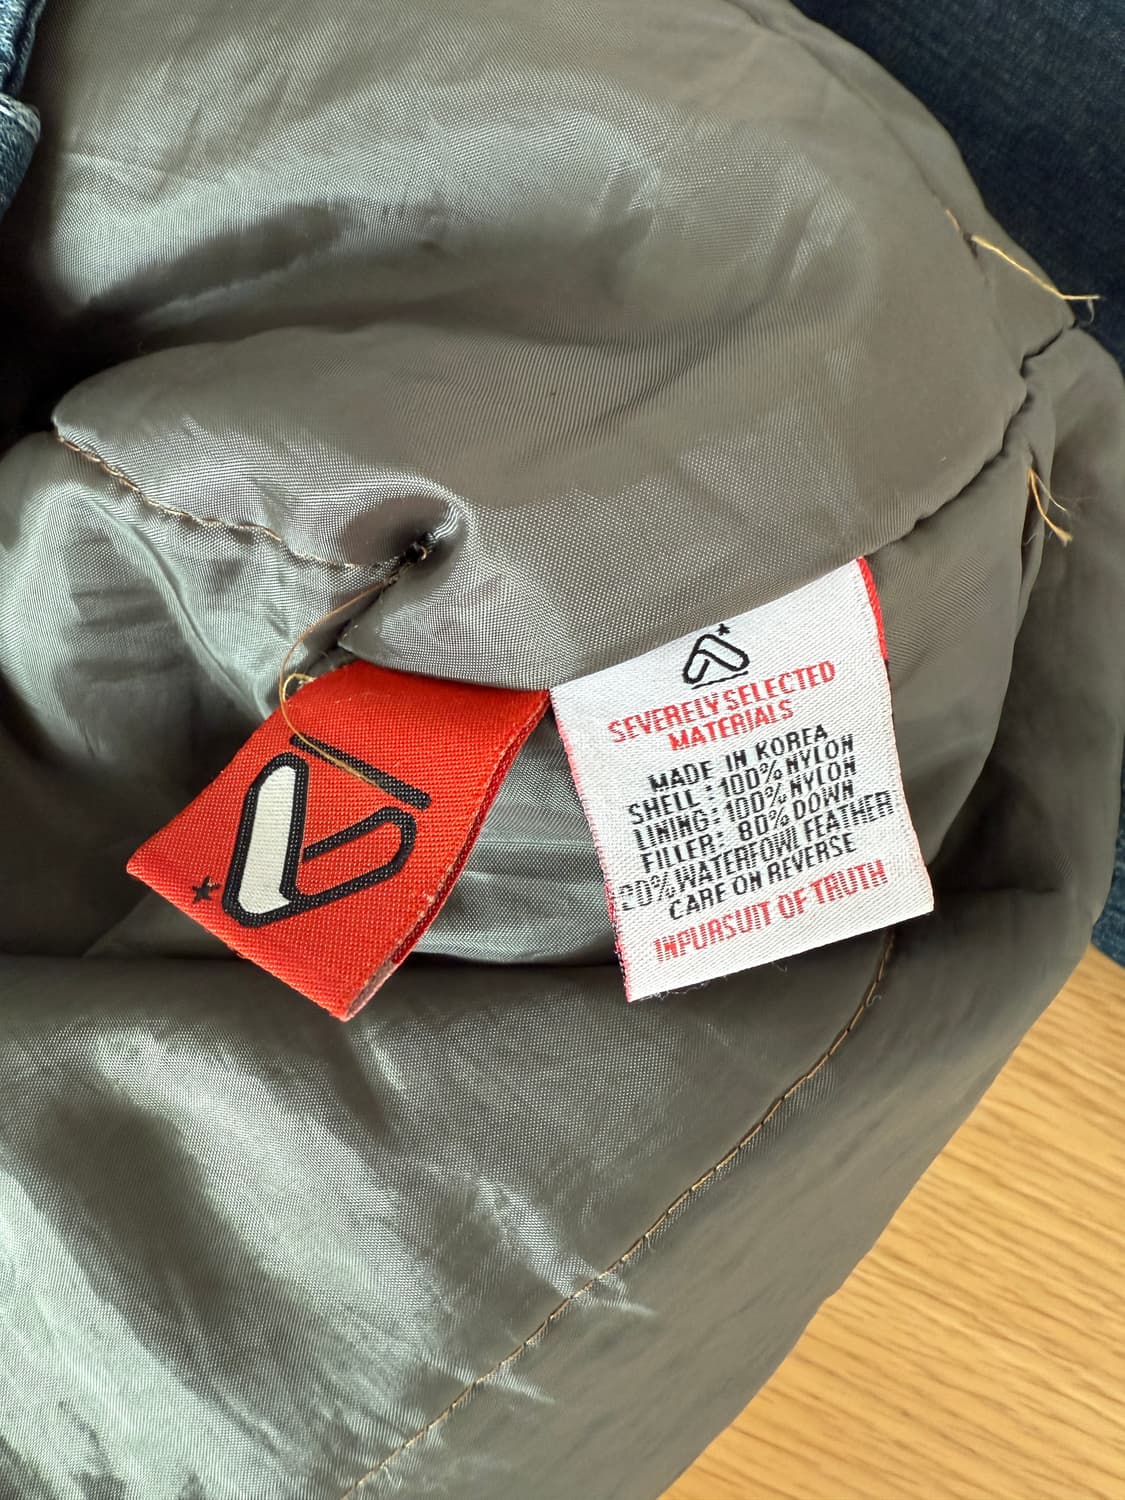 SEVERELY SELECTED
MATERIALS
MADE IN KOREA
SHELL : 100% NYLON
LINING : 100% NYLON
FILLER : 80% DOWN
20% WATERFOWL FEATHER
CARE ON REVERSE
INPURSUIT OF TRUTH